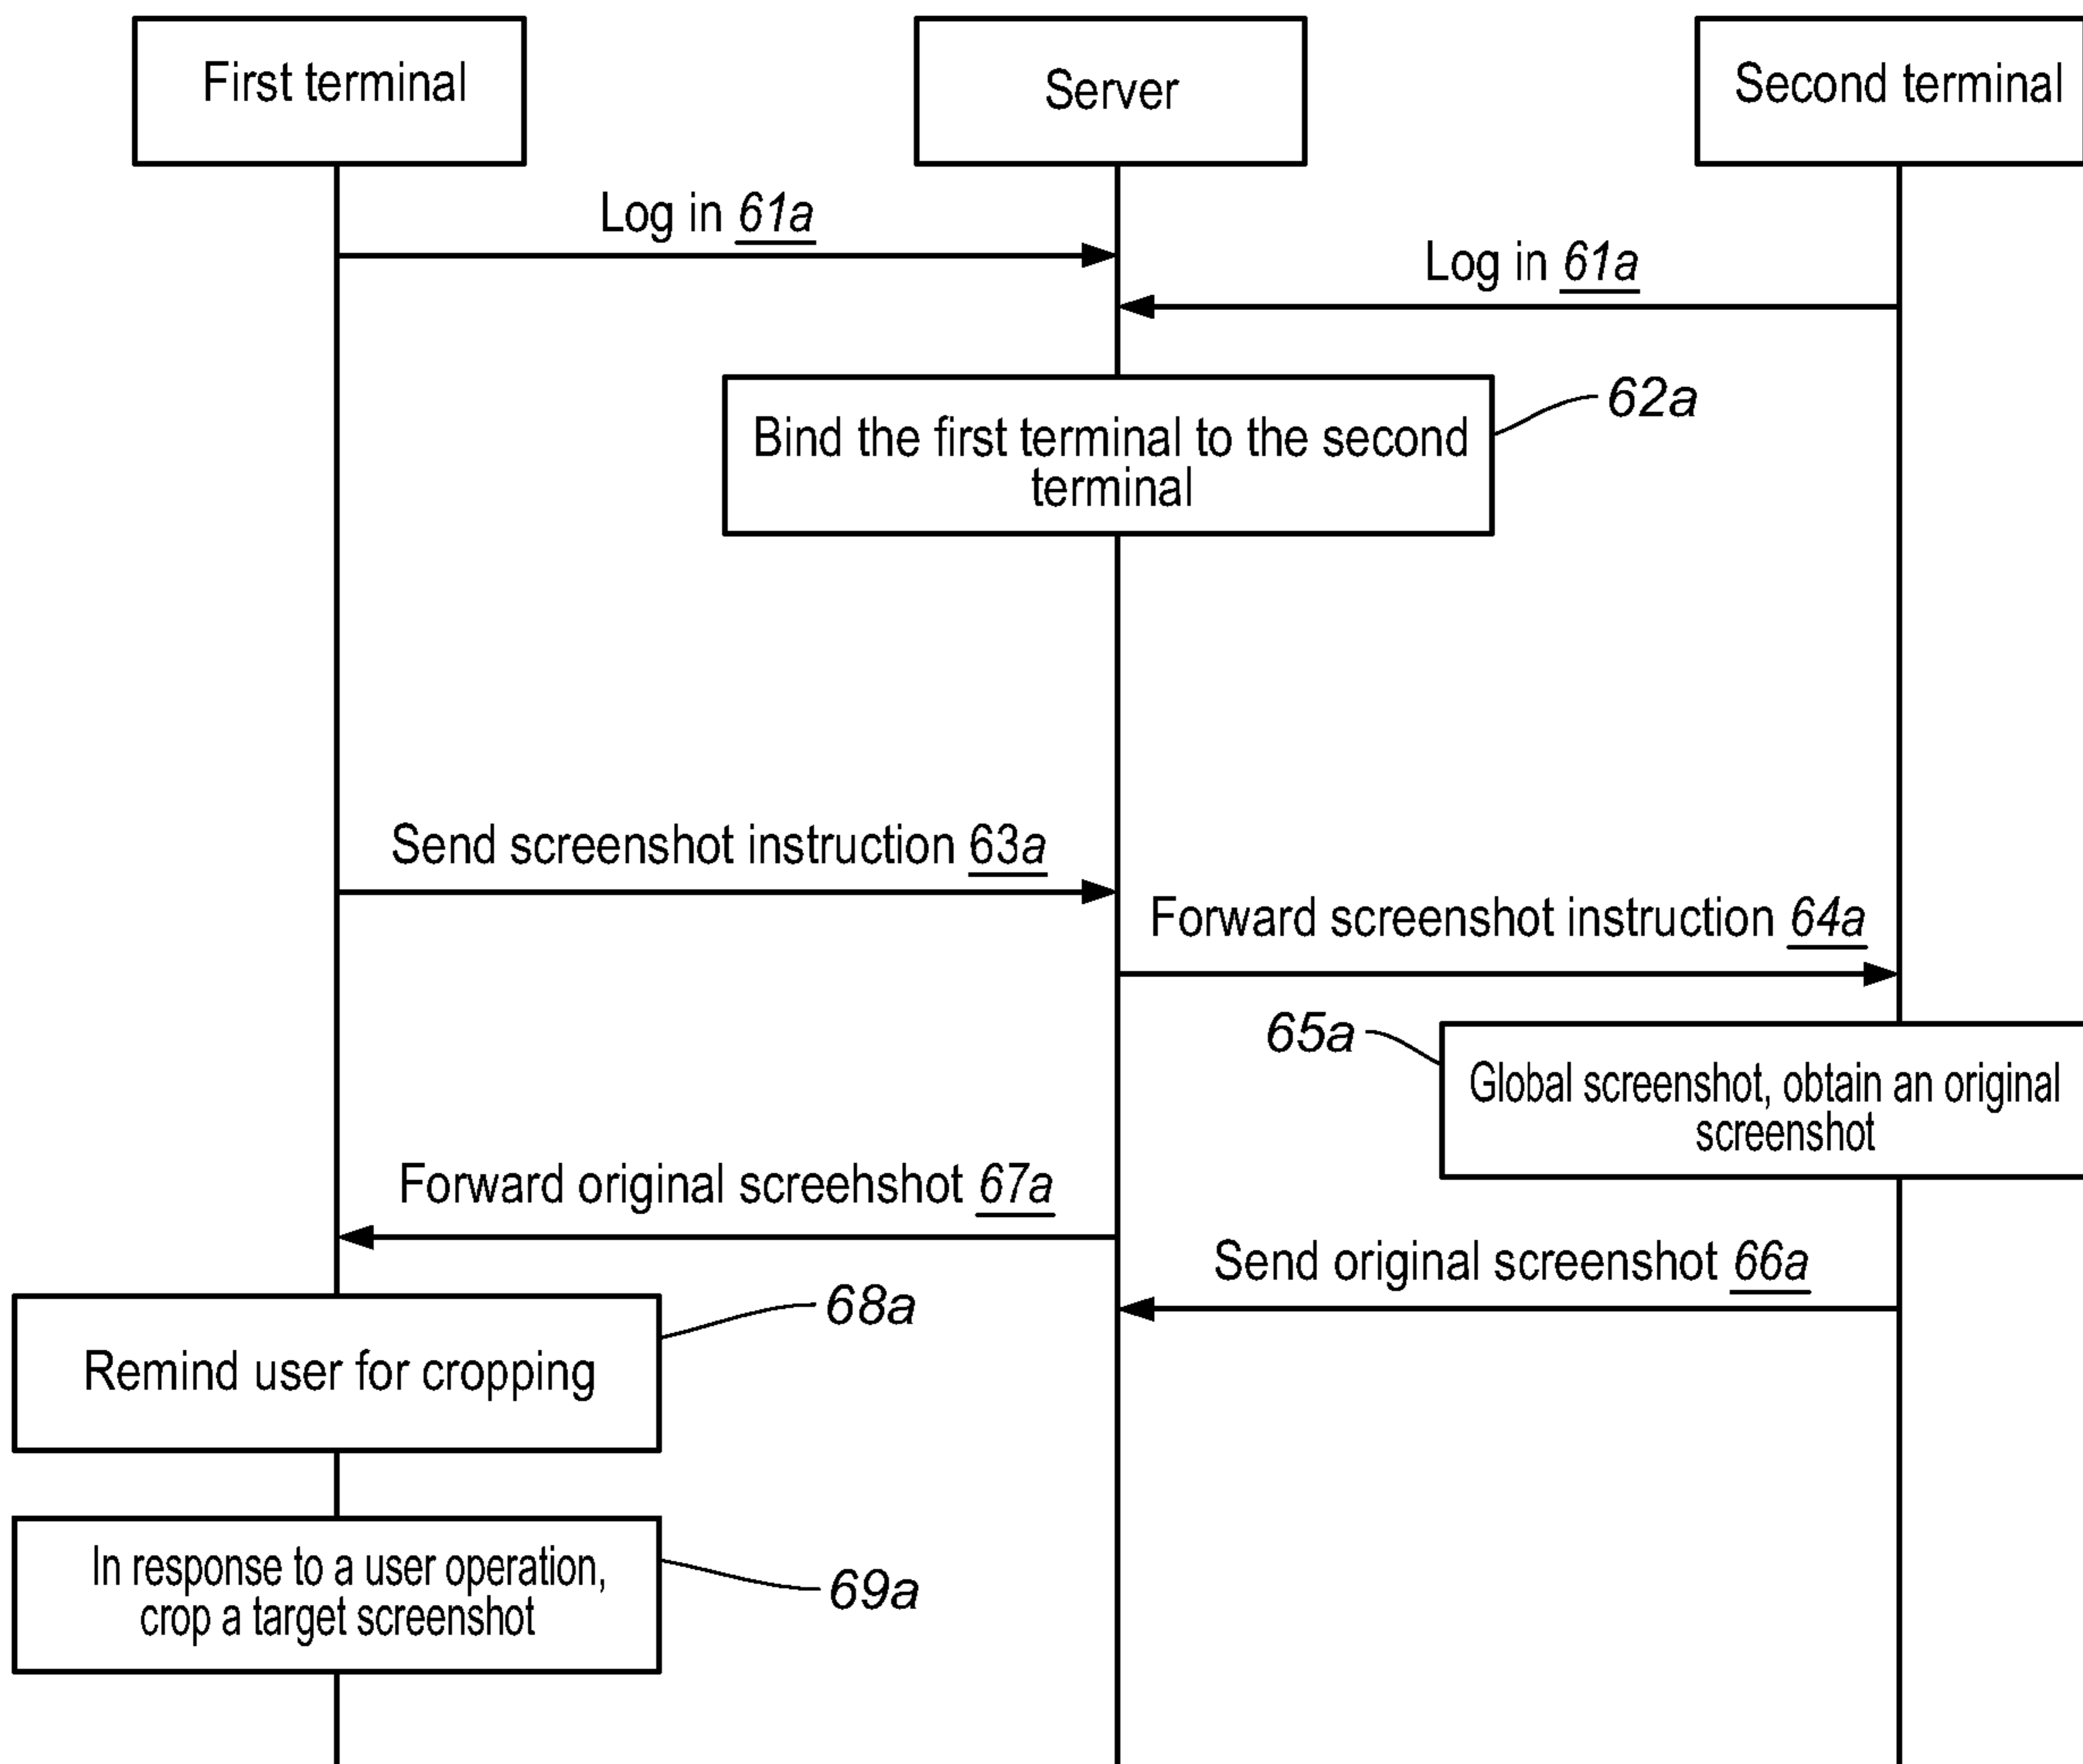 First terminal
Server
Second terminal
Log in 61a
Log in 61a
62a
Bind the first terminal to the second
terminal
Send screenshot instruction 63a
Forward screenshot instruction 64a
65a
Global screenshot, obtain an original
screenshot
Forward original screehshot 67a
Send original screenshot 66a
68a
Remind user for cropping
In response to a user operation,
crop a target screenshot
69a